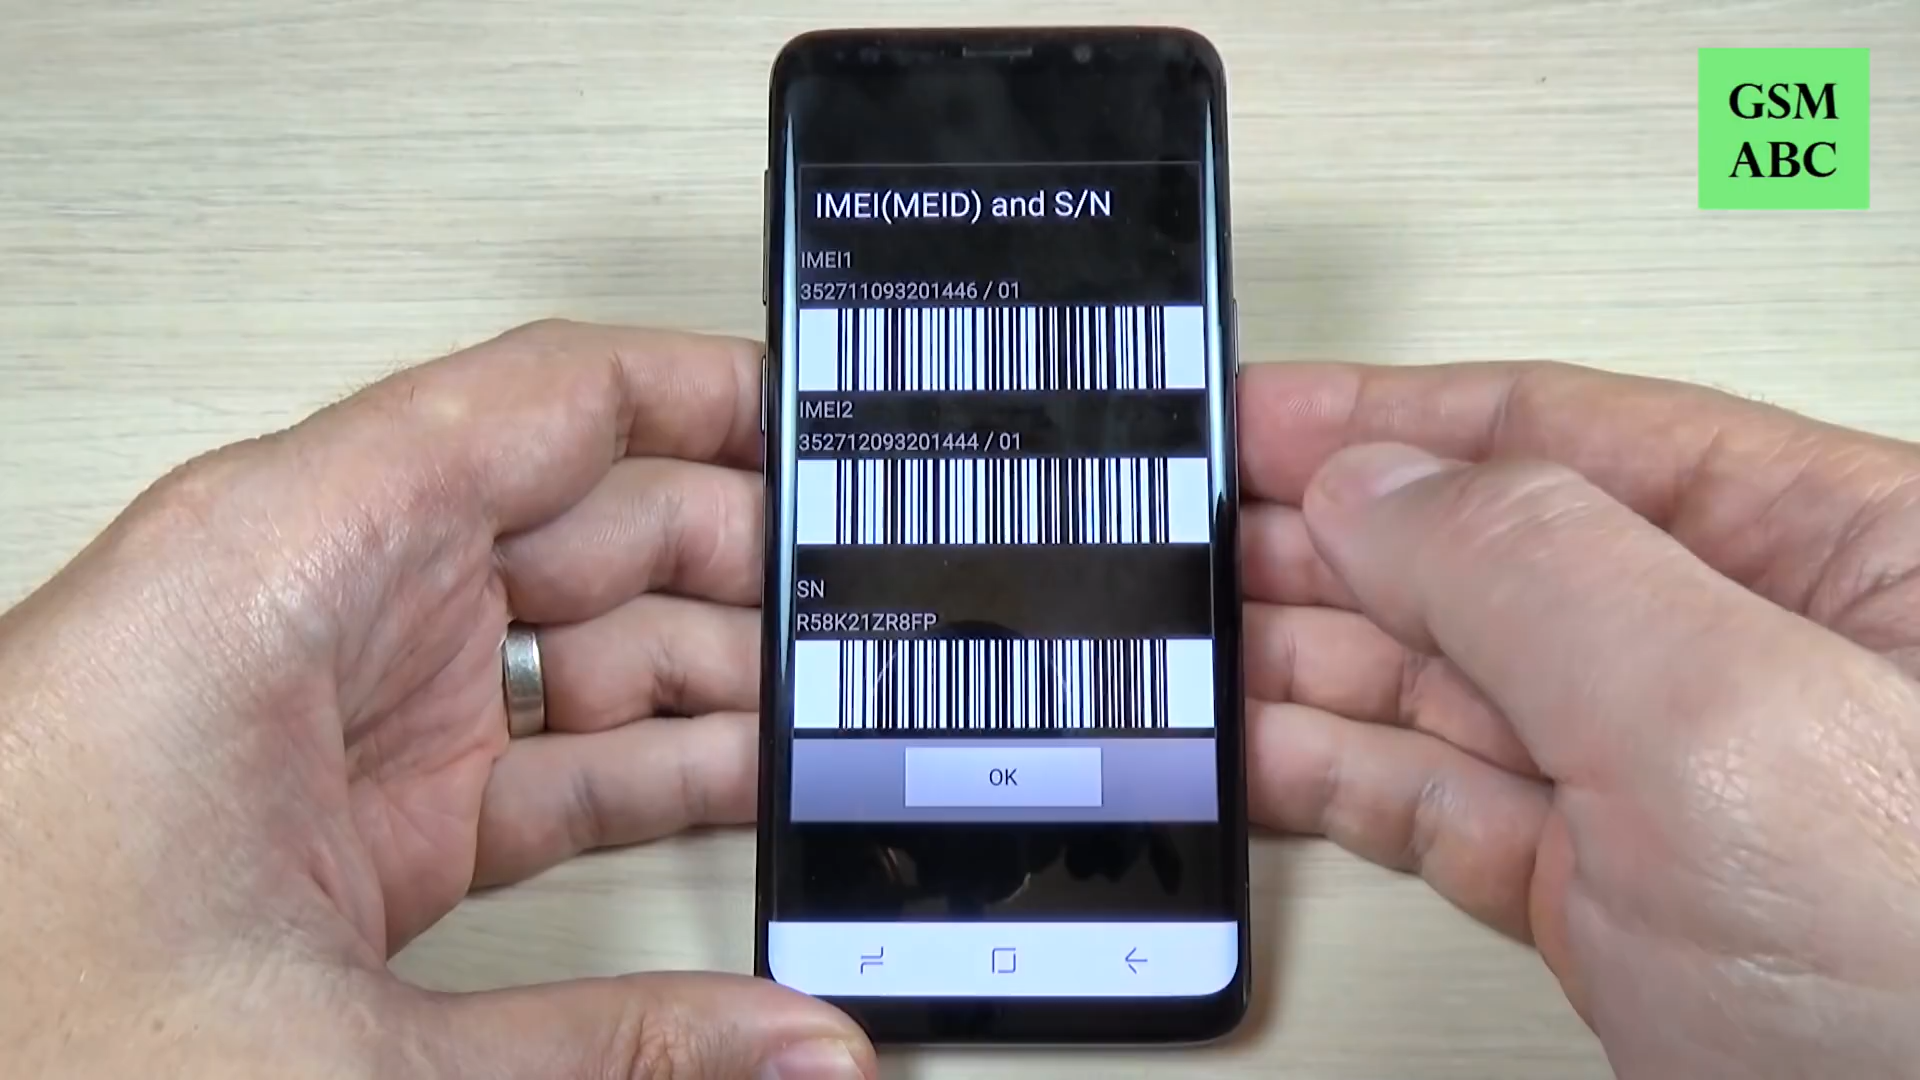 GSM
ABC
IMEI(MEID) and S/N
IMEI1
352711093201446 / 01
IMEI2
352712093201444 / 01
SN
R58K21ZR8FP
OK